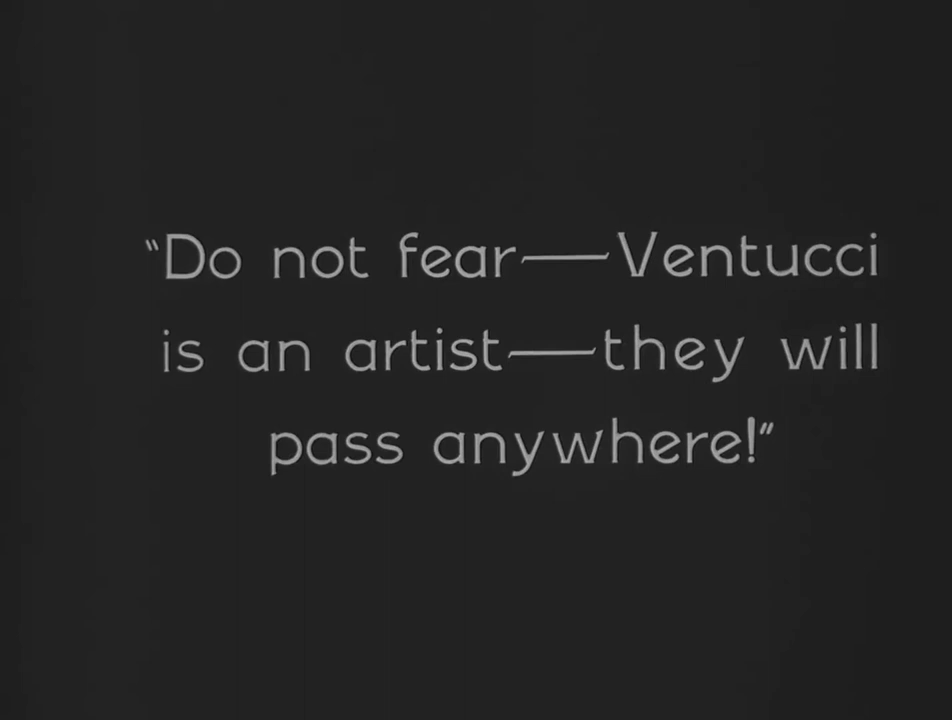 “Do not fear—Ventucci
is an artist—they will
pass anywhere!”